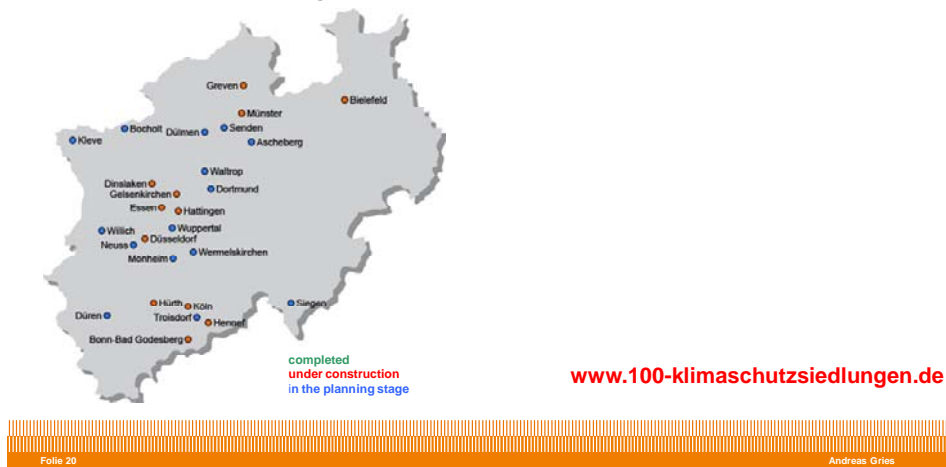 Greven
Bielefeld
Münster
Bocholt
Dülmen
Senden
Kleve
Ascheberg
Waltrop
Dinslaken
Dortmund
Gelsenkirchen
Essen
Hattingen
Willich
Wuppertal
Düsseldorf
Neuss
Wermelskirchen
Monheim
Hürth
Köln
Siegen
Düren
Troisdorf
Hennef
Bonn-Bad Godesberg
completed
under construction
in the planning stage
www.100-klimaschutzsiedlungen.de
Folie 20
Andreas Gries